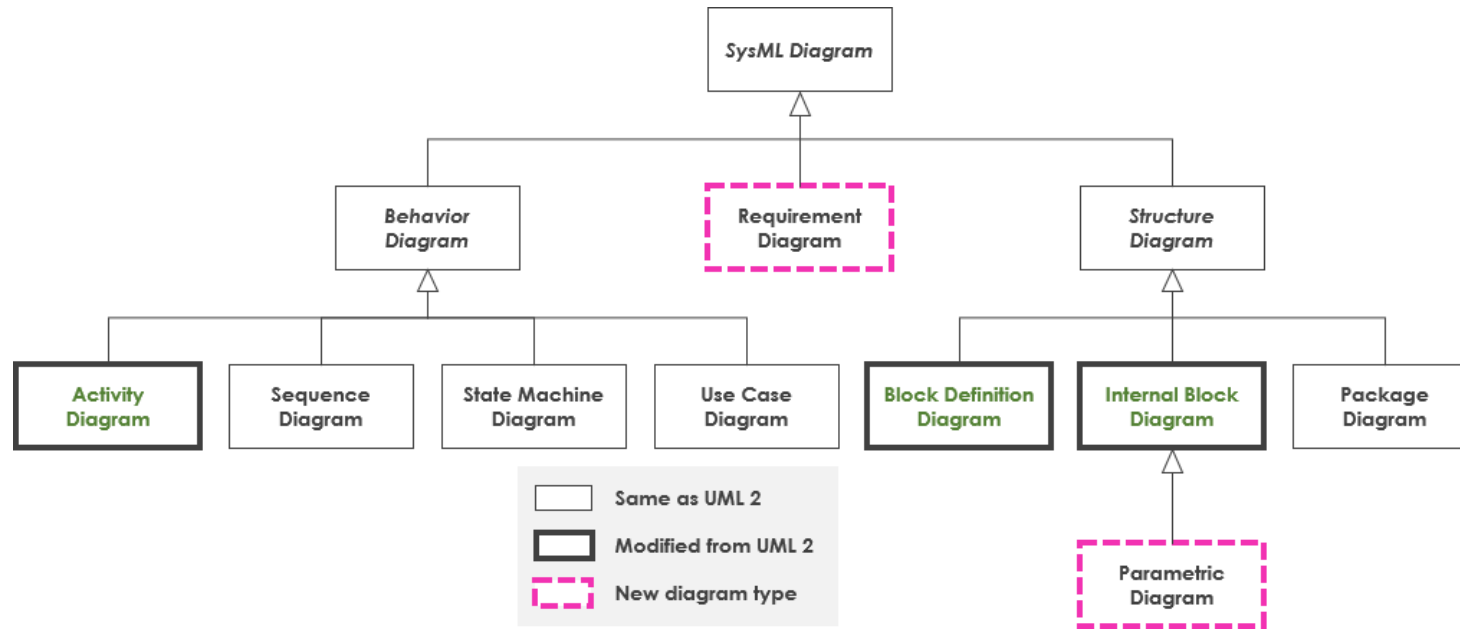 SysML Diagram
Behavior
Diagram
Requirement
Diagram
Structure
Diagram
Activity
Diagram
Sequence
Diagram
State Machine
Diagram
Use Case
Diagram
Block Definition
Diagram
Internal Block
Diagram
Package
Diagram
Same as UML 2
Modified from UML 2
New diagram type
Parametric
Diagram